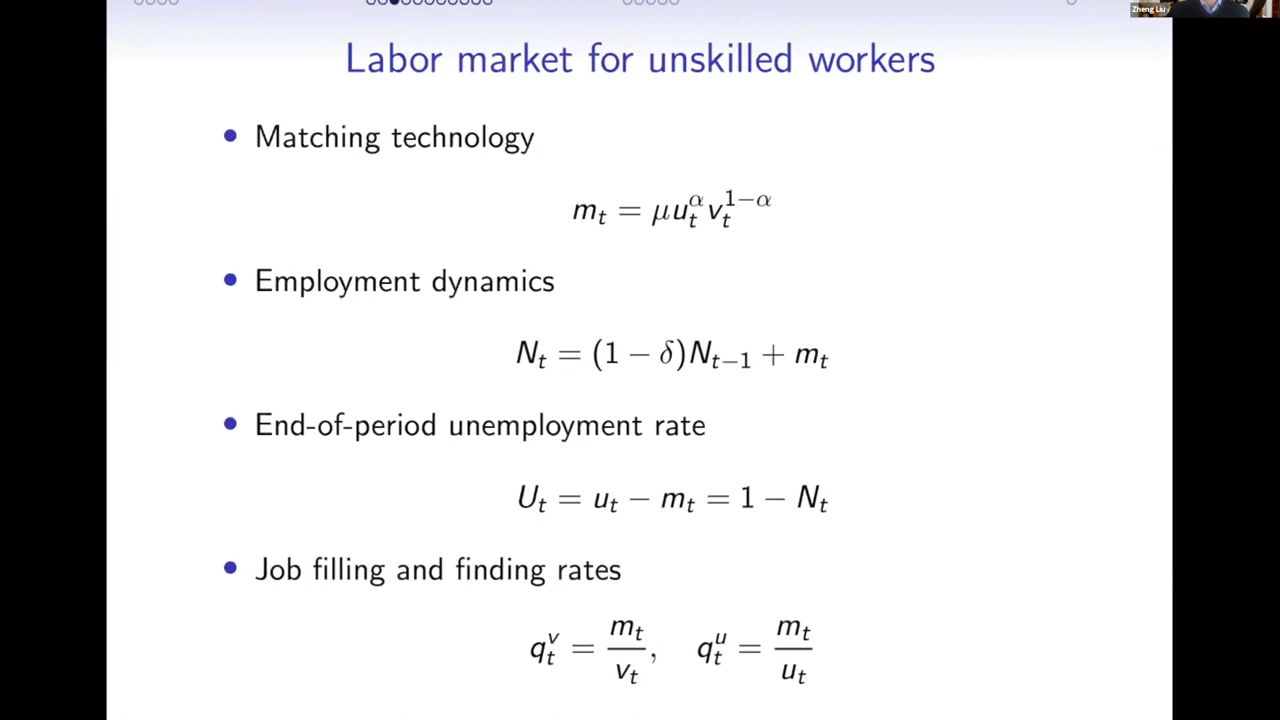 Zheng Liu
Labor market for unskilled workers
• Matching technology
m_t = μu_t^α v_t^{1−α}
• Employment dynamics
N_t = (1 − δ)N_{t−1} + m_t
• End-of-period unemployment rate
U_t = u_t − m_t = 1 − N_t
• Job filling and finding rates
q_t^v = m_t / v_t, q_t^u = m_t / u_t